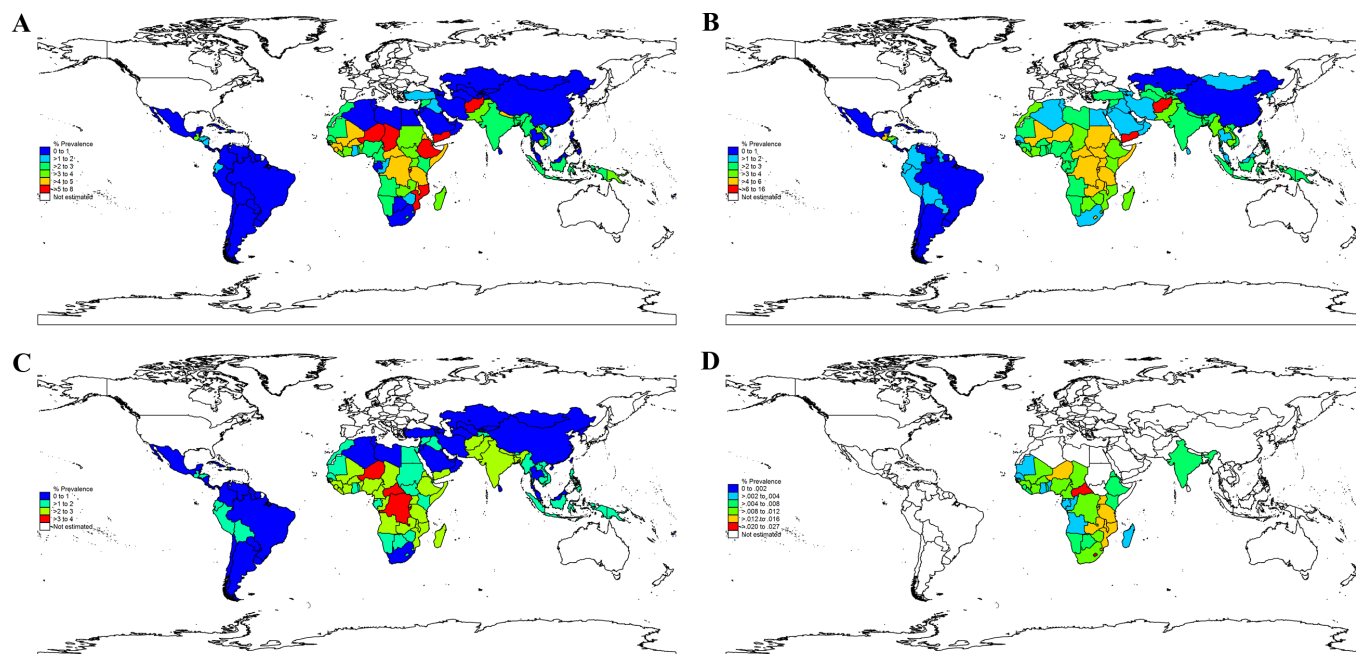 A
% Prevalence
0 to 1
>1 to 2
>2 to 3
>3 to 4
>4 to 5
>5 to 8
Not estimated
B
% Prevalence
0 to 1
>1 to 2
>2 to 3
>3 to 4
>4 to 6
>6 to 16
Not estimated
C
% Prevalence
0 to 1
>1 to 2
>2 to 3
>3 to 4
Not estimated
D
% Prevalence
0 to .002
>.002 to .004
>.004 to .008
>.008 to .012
>.012 to .016
>.020 to .027
Not estimated